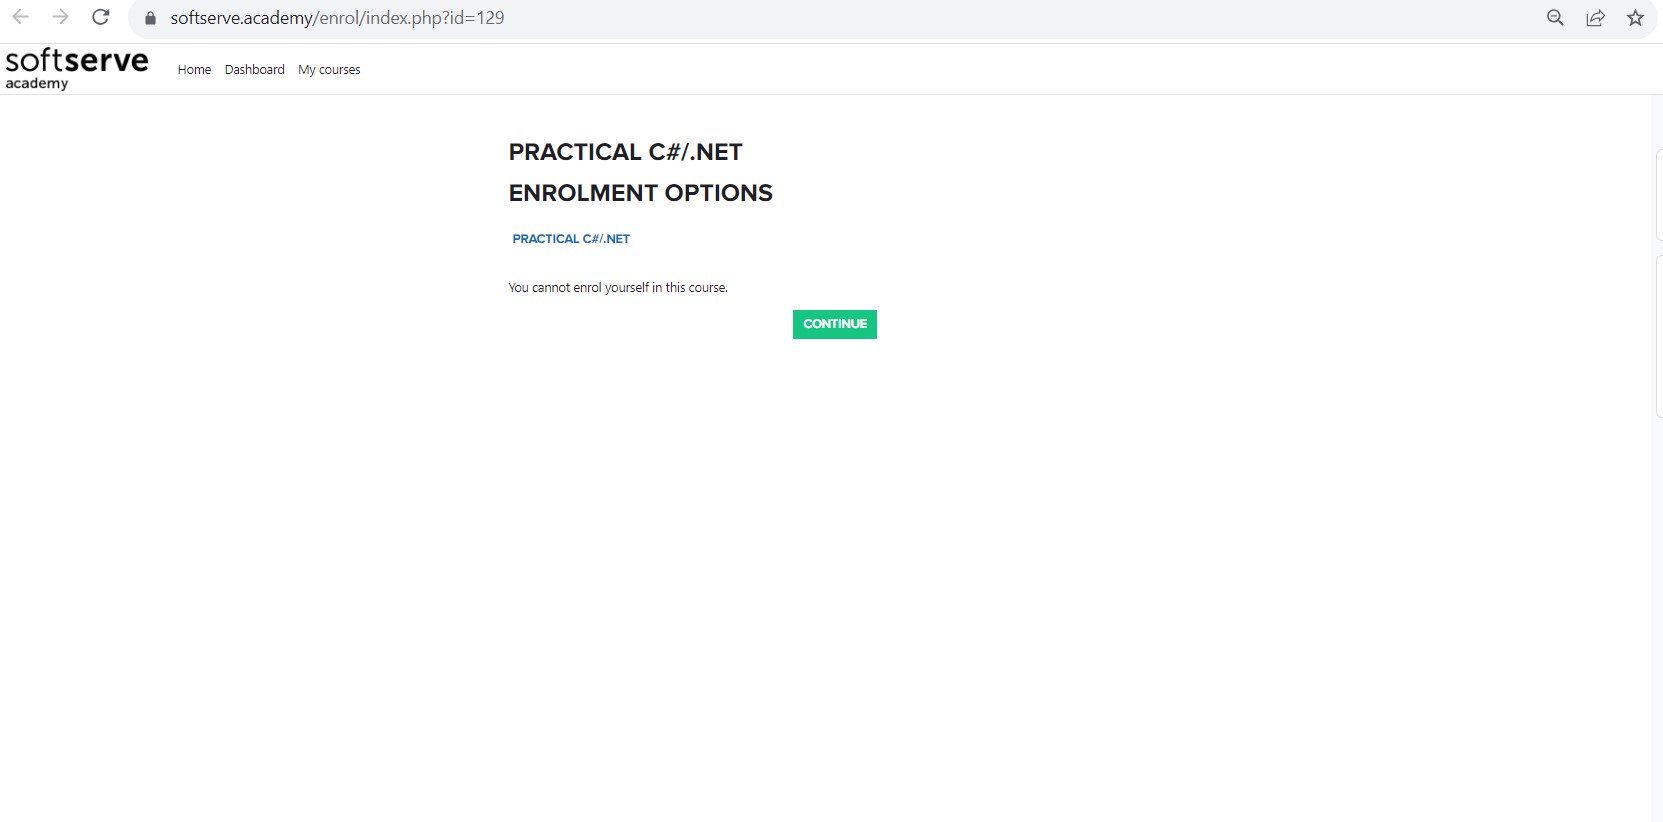 softserve.academy/enrol/index.php?id=129
softserve
academy
Home Dashboard My courses
PRACTICAL C#/.NET
ENROLMENT OPTIONS
PRACTICAL C#/.NET
You cannot enrol yourself in this course.
CONTINUE